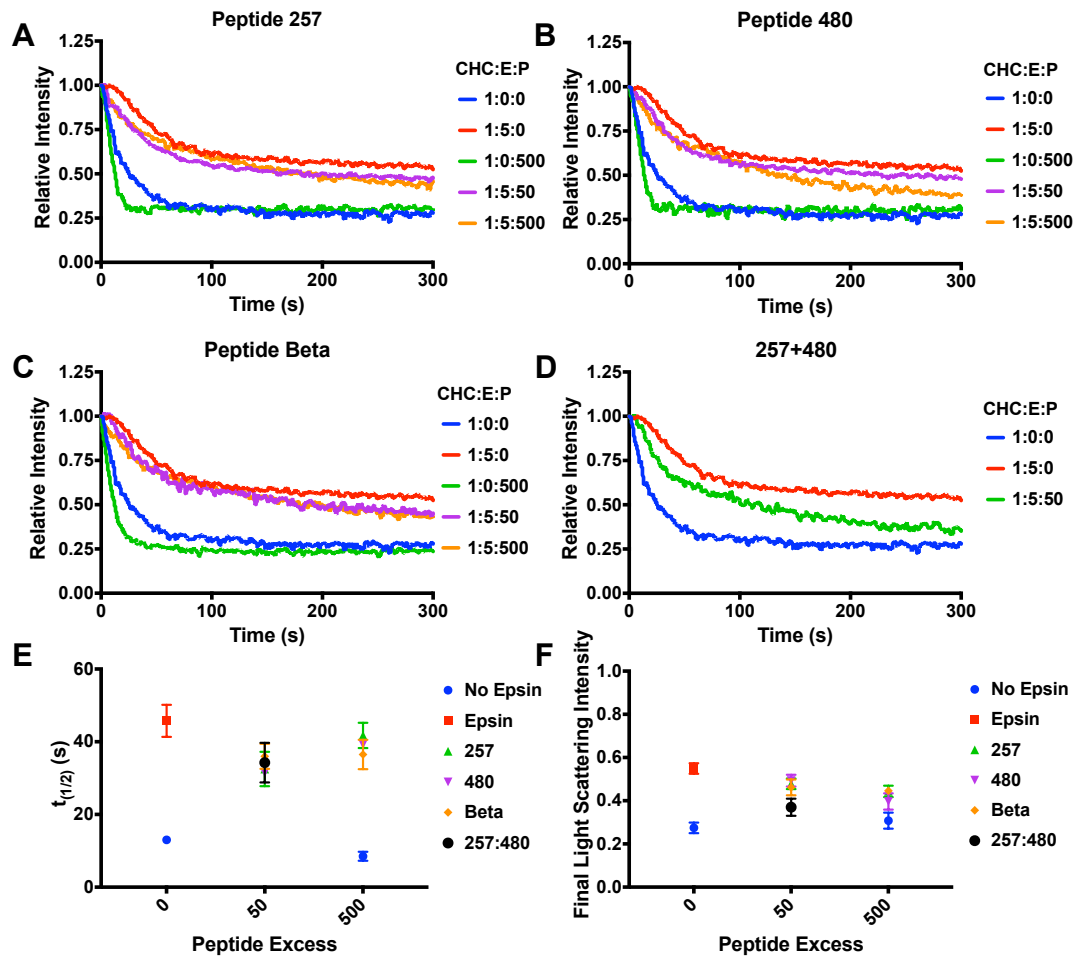 A
Peptide 257
Relative Intensity
1.25
1.00
0.75
0.50
0.25
0.00
0
100
200
300
Time (s)
CHC:E:P
1:0:0
1:5:0
1:0:500
1:5:50
1:5:500
B
Peptide 480
Relative Intensity
1.25
1.00
0.75
0.50
0.25
0.00
0
100
200
300
Time (s)
CHC:E:P
1:0:0
1:5:0
1:0:500
1:5:50
1:5:500
C
Peptide Beta
Relative Intensity
1.25
1.00
0.75
0.50
0.25
0.00
0
100
200
300
Time (s)
CHC:E:P
1:0:0
1:5:0
1:0:500
1:5:50
1:5:500
D
257+480
Relative Intensity
1.25
1.00
0.75
0.50
0.25
0.00
0
100
200
300
Time (s)
CHC:E:P
1:0:0
1:5:0
1:5:50
E
t(1/2) (s)
60
40
20
0
0
50
500
Peptide Excess
No Epsin
Epsin
257
480
Beta
257:480
F
Final Light Scattering Intensity
1.0
0.8
0.6
0.4
0.2
0.0
0
50
500
Peptide Excess
No Epsin
Epsin
257
480
Beta
257:480